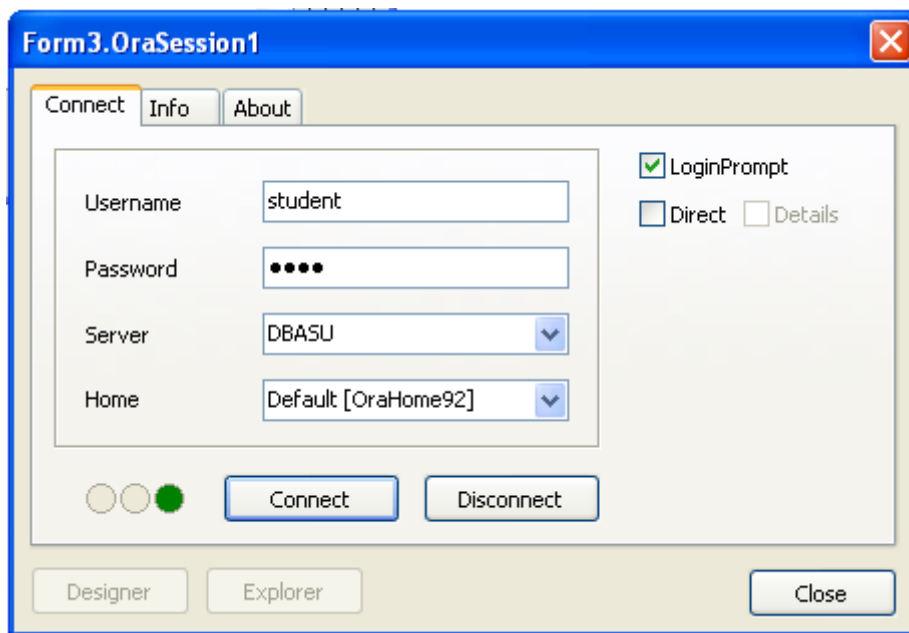 Form3.OraSession1
Connect Info About
LoginPrompt
Username student
Direct Details
Password ••••
Server DBASU
Home Default [OraHome92]
Connect Disconnect
Designer Explorer Close